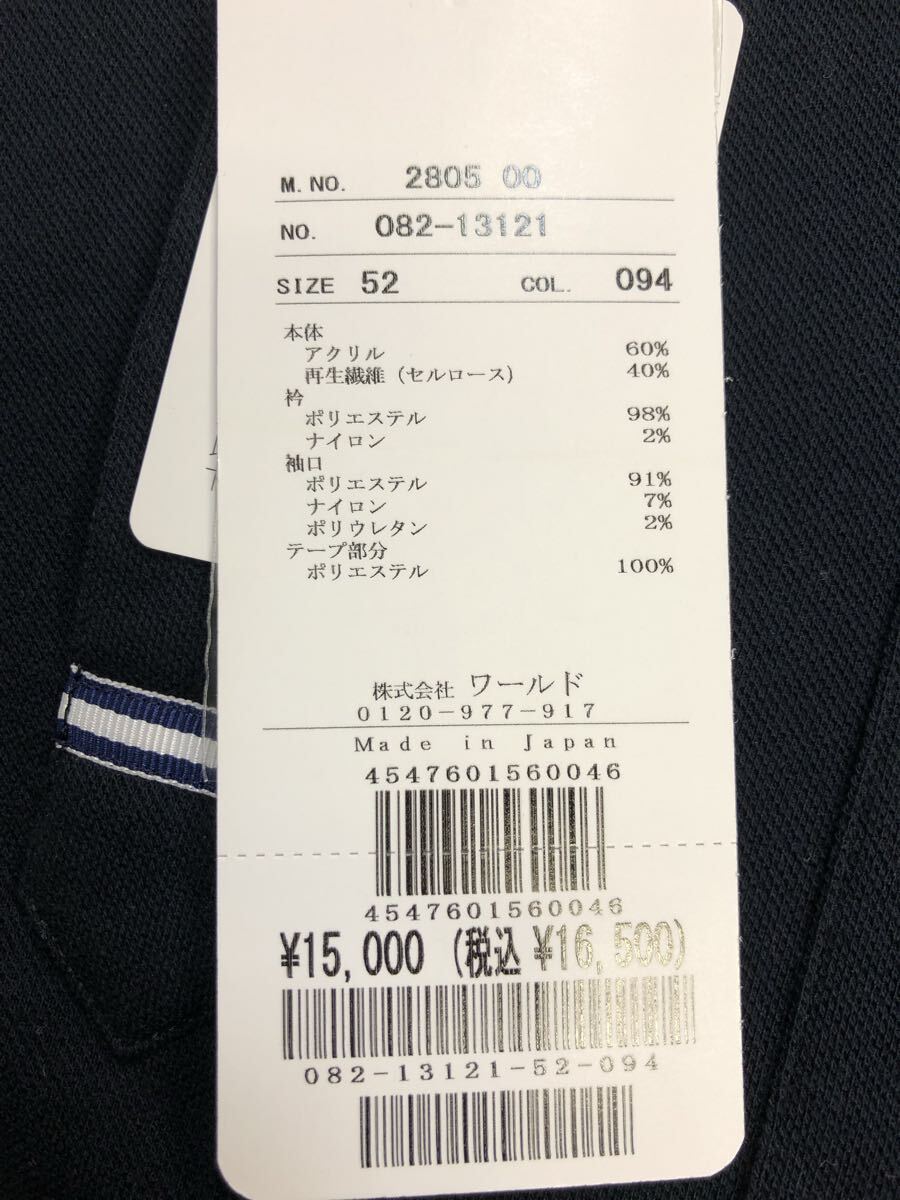 M. NO. 2805 00
NO. 082-13121
SIZE 52 COL. 094
本体
アクリル 60%
再生繊維 (セルロース) 40%
衿
ポリエステル 98%
ナイロン 2%
袖口
ポリエステル 91%
ナイロン 7%
ポリウレタン 2%
テープ部分
ポリエステル 100%
株式会社 ワールド
0120-977-917
Made in Japan
4547601560046
4547601560046
¥15,000 (税込 ¥16,500)
082-13121-52-094